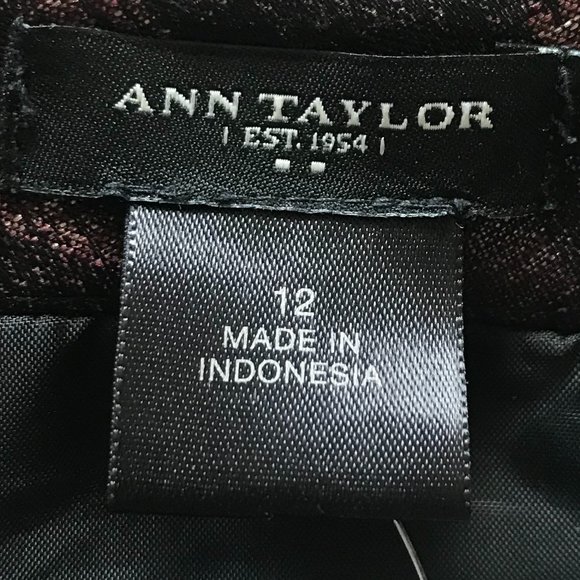 ANN TAYLOR
| EST. 1954 |
12
MADE IN
INDONESIA